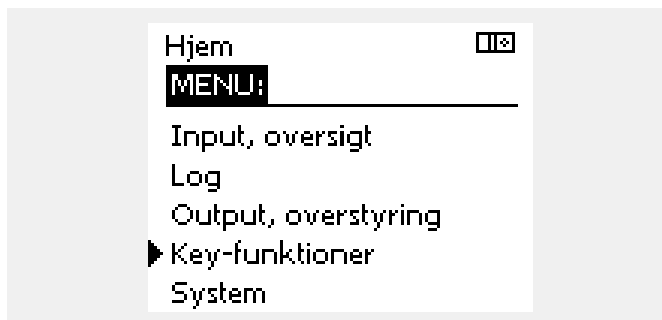 Hjem
MENU:
Input, oversigt
Log
Output, overstyring
Key-funktioner
System